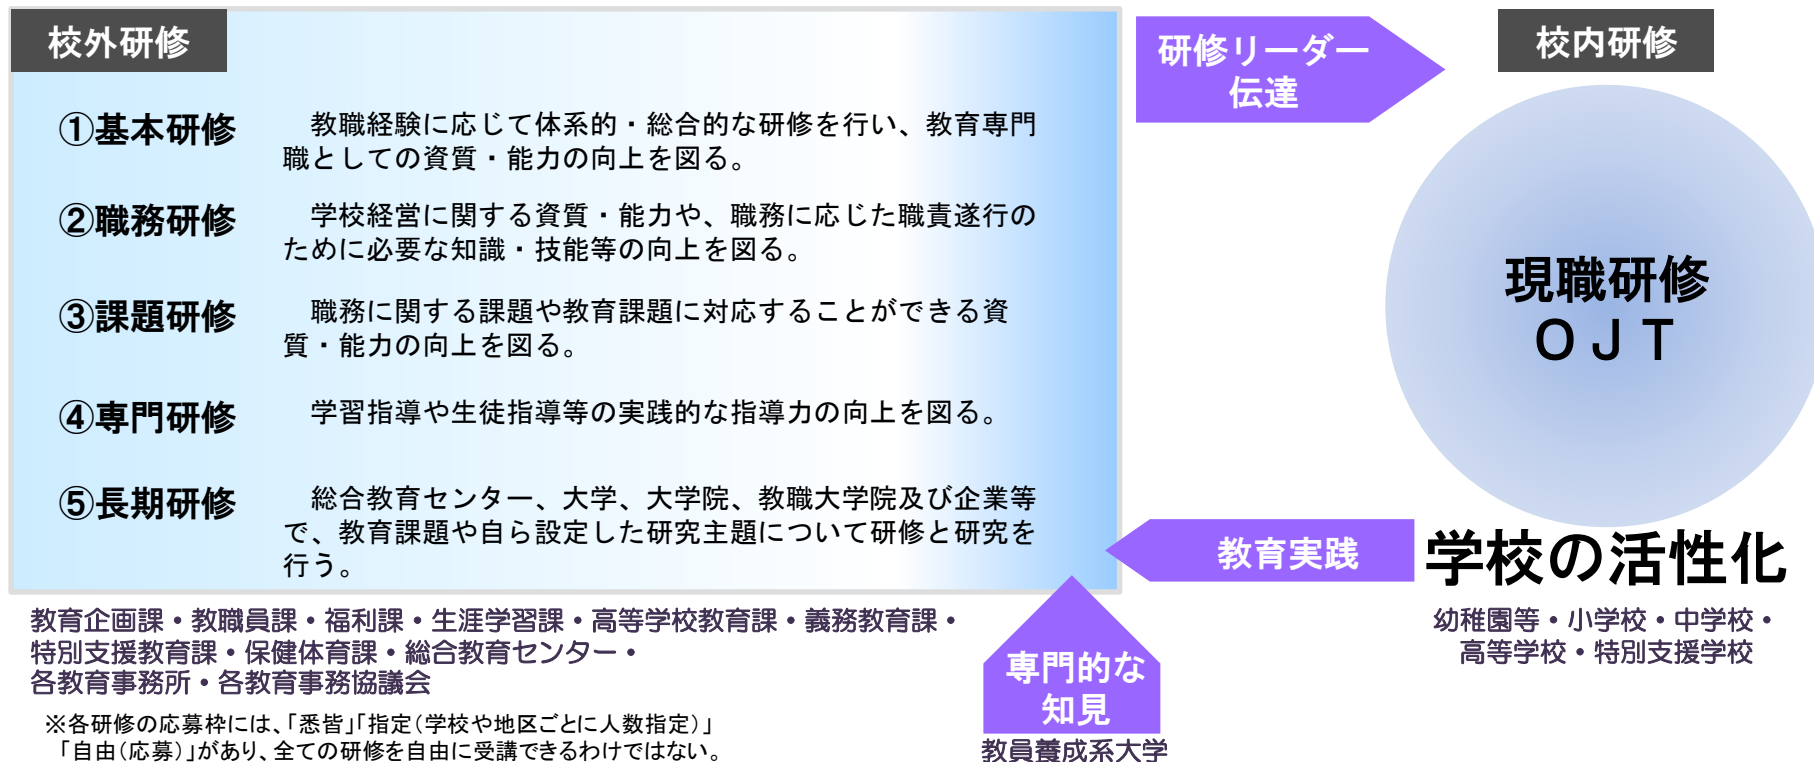 校外研修
①基本研修
教職経験に応じて体系的・総合的な研修を行い、教育専門
職としての資質・能力の向上を図る。
②職務研修
学校経営に関する資質・能力や、職務に応じた職責遂行の
ために必要な知識・技能等の向上を図る。
③課題研修
職務に関する課題や教育課題に対応することができる資
質・能力の向上を図る。
④専門研修
学習指導や生徒指導等の実践的な指導力の向上を図る。
⑤長期研修
総合教育センター、大学、大学院、教職大学院及び企業等
で、教育課題や自ら設定した研究主題について研修と研究を
行う。
教育企画課・教職員課・福利課・生涯学習課・高等学校教育課・義務教育課・
特別支援教育課・保健体育課・総合教育センター・
各教育事務所・各教育事務協議会
※各研修の応募枠には、「悉皆」「指定（学校や地区ごとに人数指定）」
「自由（応募）」があり、全ての研修を自由に受講できるわけではない。
研修リーダー
伝達
校内研修
現職研修
ＯＪＴ
教育実践
学校の活性化
幼稚園等・小学校・中学校・
高等学校・特別支援学校
専門的な
知見
教員養成系大学